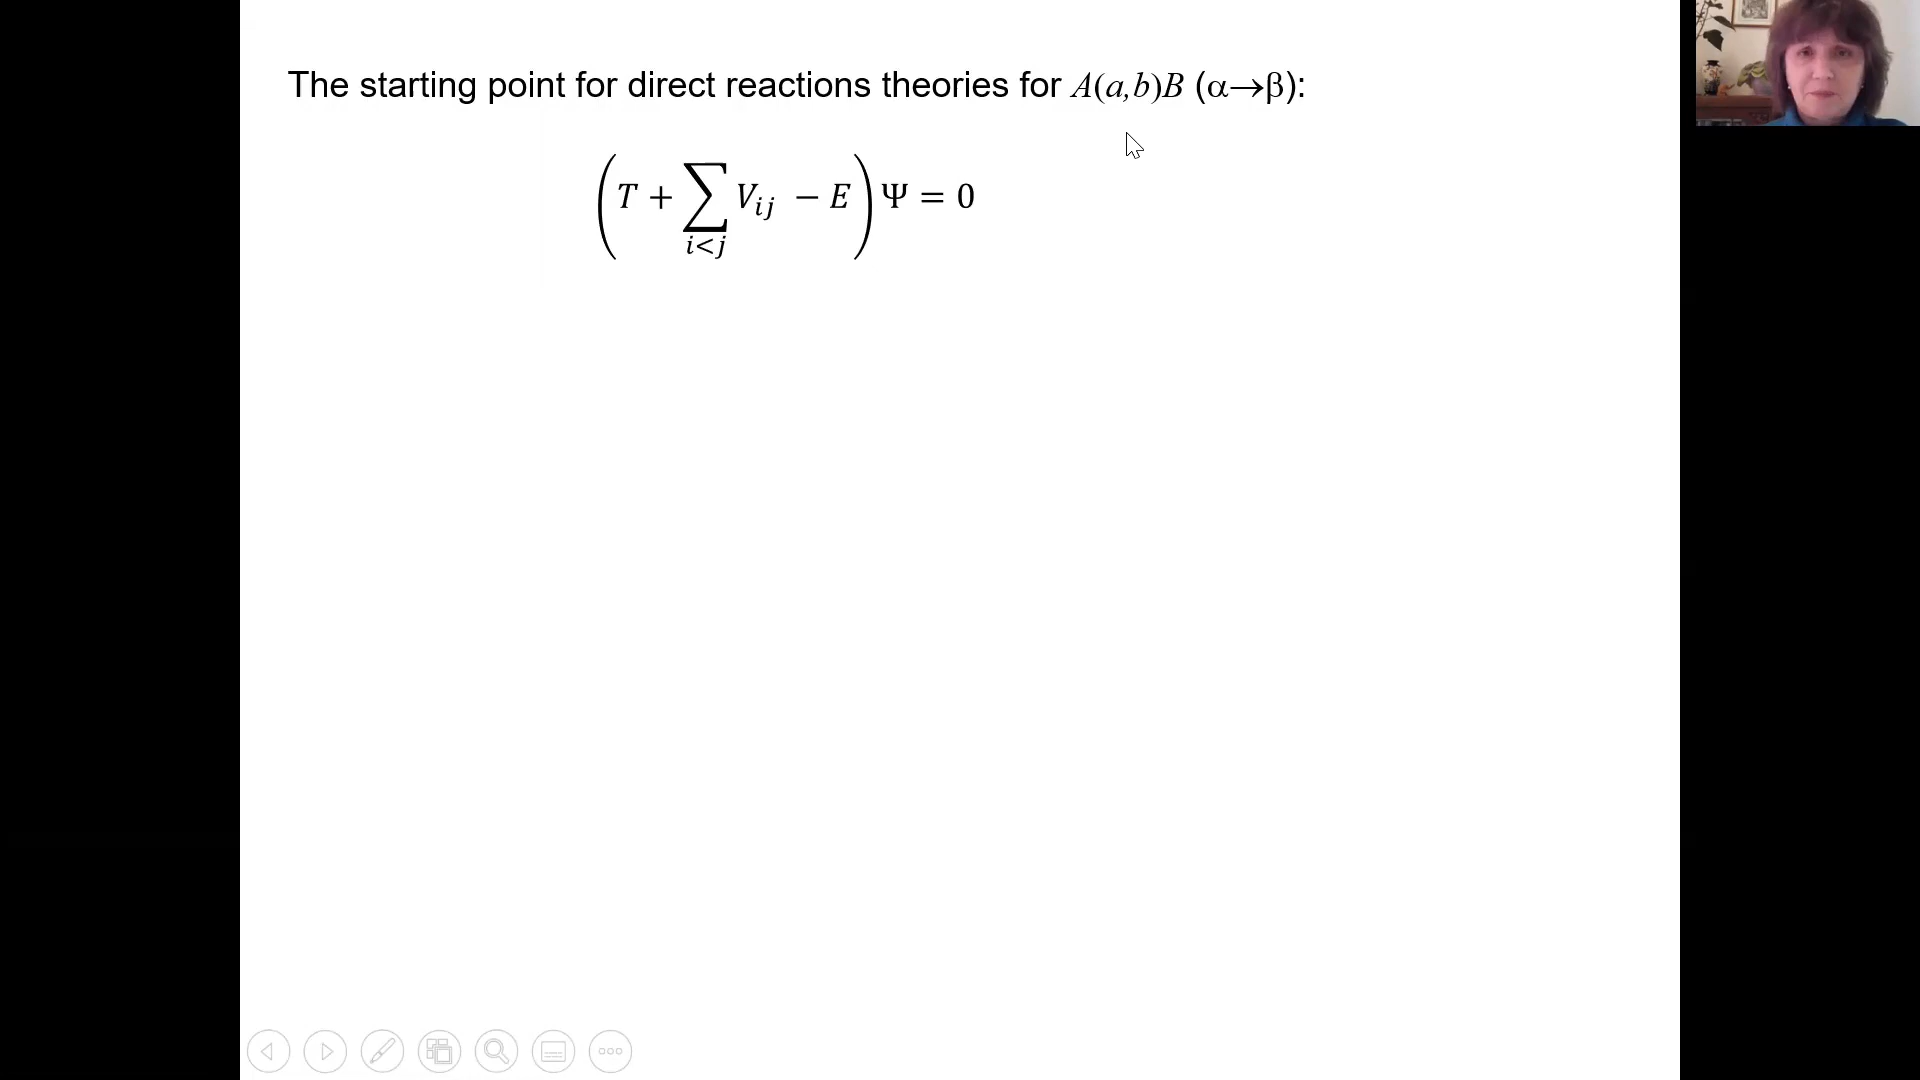 The starting point for direct reactions theories for A(a,b)B (α→β):
(T + ∑_{i<j} V_{ij} − E) Ψ = 0